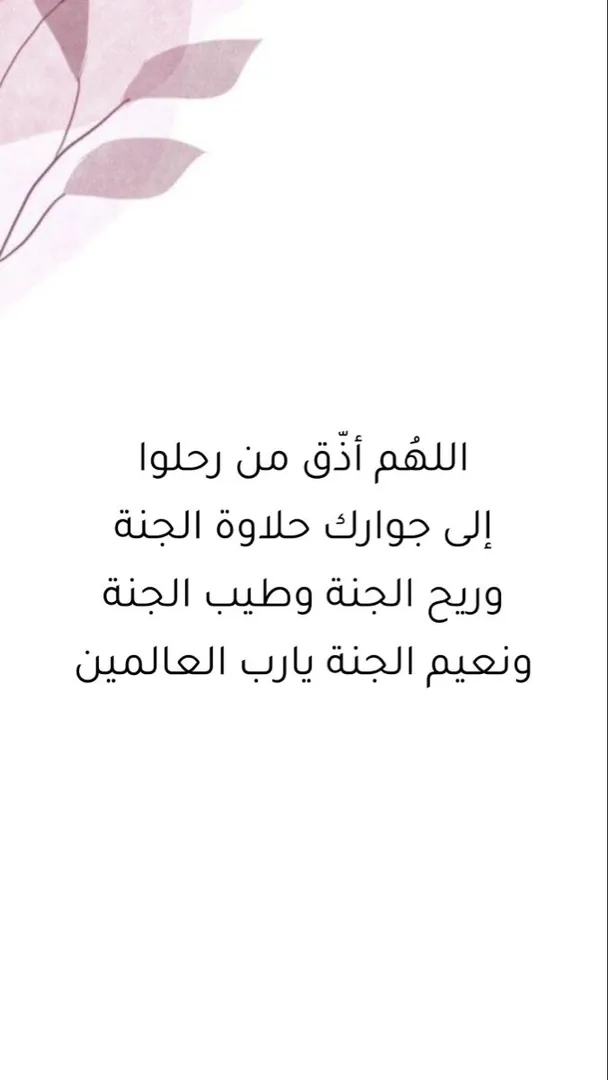 اللهُم أذّق من رحلوا
إلى جوارك حلاوة الجنة
وريح الجنة وطيب الجنة
ونعيم الجنة يارب العالمين